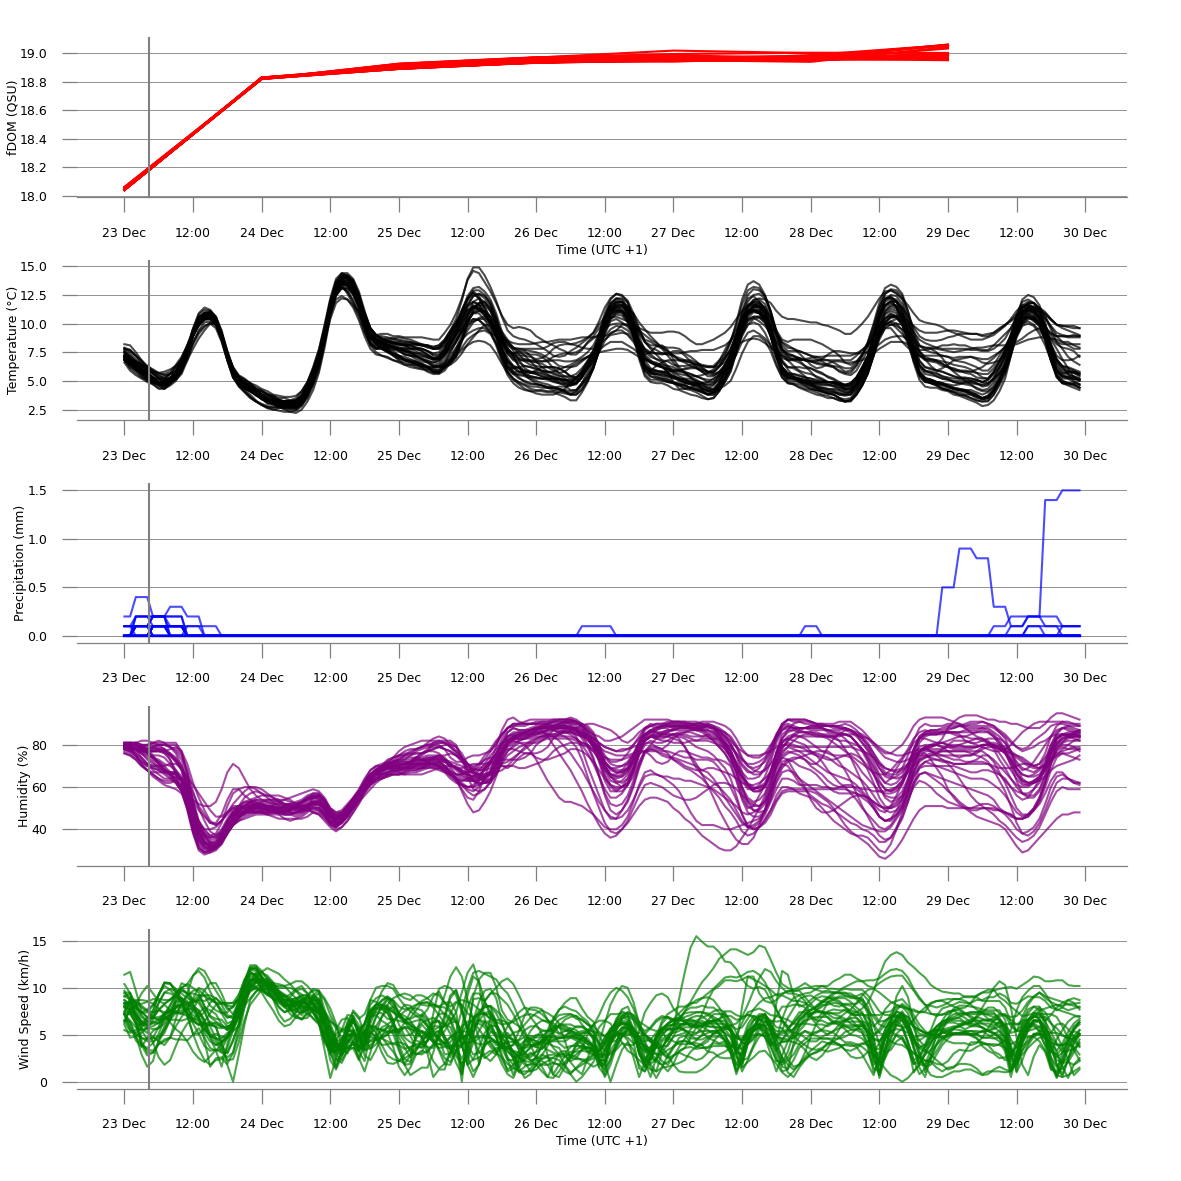 fDOM (QSU)
19.0
18.8
18.6
18.4
18.2
18.0
23 Dec 12:00 24 Dec 12:00 25 Dec 12:00 26 Dec 12:00 27 Dec 12:00 28 Dec 12:00 29 Dec 12:00 30 Dec
Time (UTC +1)
Temperature (°C)
15.0
12.5
10.0
7.5
5.0
2.5
23 Dec 12:00 24 Dec 12:00 25 Dec 12:00 26 Dec 12:00 27 Dec 12:00 28 Dec 12:00 29 Dec 12:00 30 Dec
Precipitation (mm)
1.5
1.0
0.5
0.0
23 Dec 12:00 24 Dec 12:00 25 Dec 12:00 26 Dec 12:00 27 Dec 12:00 28 Dec 12:00 29 Dec 12:00 30 Dec
Humidity (%)
80
60
40
23 Dec 12:00 24 Dec 12:00 25 Dec 12:00 26 Dec 12:00 27 Dec 12:00 28 Dec 12:00 29 Dec 12:00 30 Dec
Wind Speed (km/h)
15
10
5
0
23 Dec 12:00 24 Dec 12:00 25 Dec 12:00 26 Dec 12:00 27 Dec 12:00 28 Dec 12:00 29 Dec 12:00 30 Dec
Time (UTC +1)